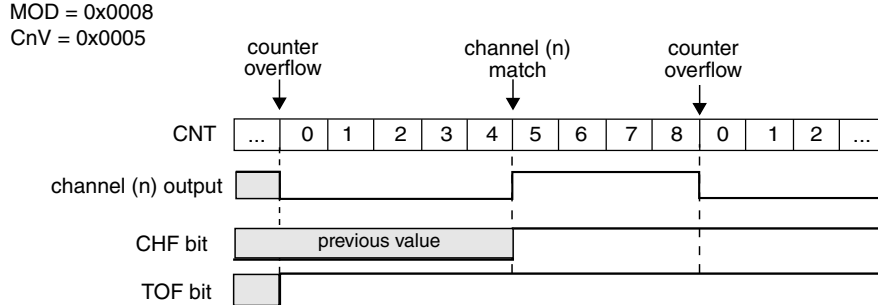 MOD = 0x0008
CnV = 0x0005
counter
overflow
channel (n)
match
counter
overflow
CNT ... 0 1 2 3 4 5 6 7 8 0 1 2 ...
channel (n) output
CHF bit previous value
TOF bit